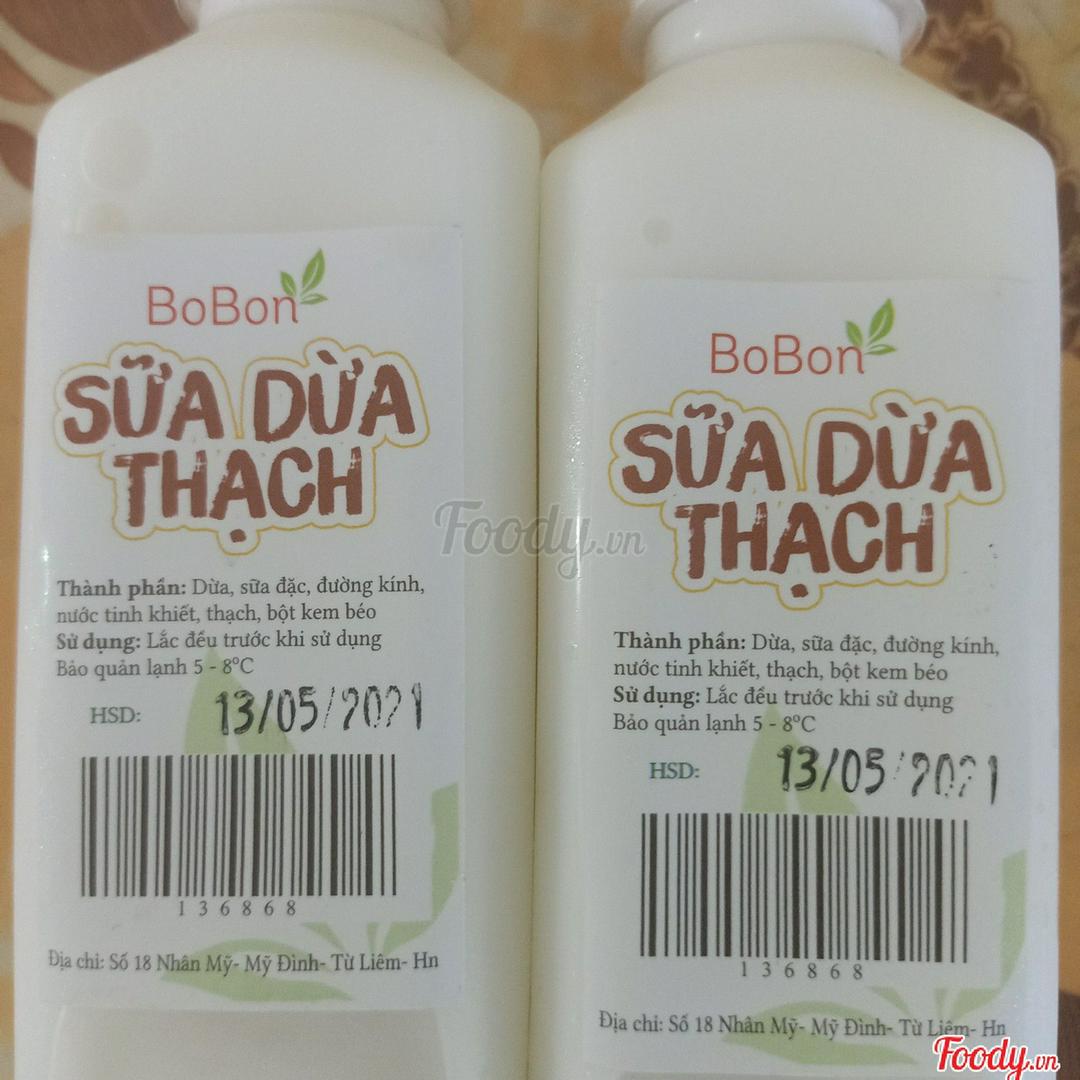 BoBon
SỮA DỪA
THẠCH
Thành phần: Dừa, sữa đặc, đường kính,
nước tinh khiết, thạch, bột kem béo
Sử dụng: Lắc đều trước khi sử dụng
Bảo quản lạnh 5 - 8°C
HSD: 13/05/2021
136868
Địa chỉ: Số 18 Nhân Mỹ- Mỹ Đình- Từ Liêm- Hn
BoBon
SỮA DỪA
THẠCH
Thành phần: Dừa, sữa đặc, đường kính,
nước tinh khiết, thạch, bột kem béo
Sử dụng: Lắc đều trước khi sử dụng
Bảo quản lạnh 5 - 8°C
HSD: 13/05/2021
136868
Địa chỉ: Số 18 Nhân Mỹ- Mỹ Đình- Từ Liêm- Hn
Foody.vn
Foody.vn